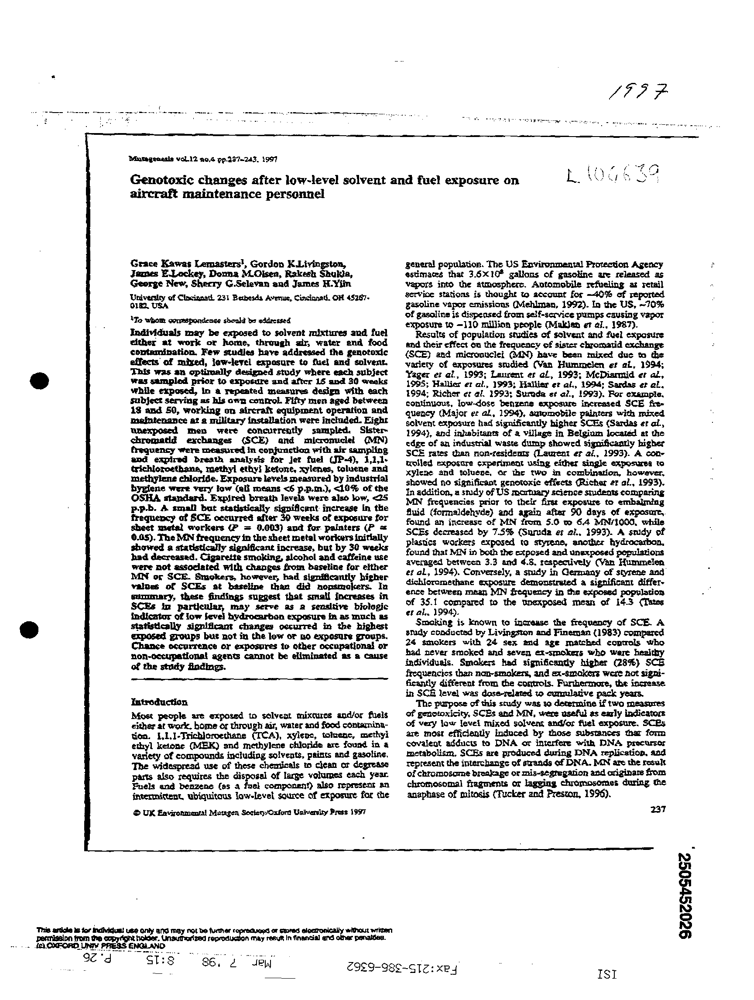 1997
Mutagenesis vol.12 no.4 pp.237-243, 1997
L 106639
Genotoxic changes after low-level solvent and fuel exposure on
aircraft maintenance personnel
Grace Kawas Lemasters¹, Gordon K.Livingston,
James E.Lockey, Donna M.Olsen, Rakesh Shukla,
George New, Sherry G.Selevan and James H.Yiin
University of Cincinnati, 231 Bethesda Avenue, Cincinnati, OH 45267-
0182, USA
¹To whom correspondence should be addressed
Individuals may be exposed to solvent mixtures and fuel
either at work or home, through air, water and food
contamination. Few studies have addressed the genotoxic
effects of mixed, low-level exposure to fuel and solvent.
This was an optimally designed study where each subject
was sampled prior to exposure and after 15 and 30 weeks
while exposed, in a repeated measures design with each
subject serving as his own control. Fifty men aged between
18 and 50, working on aircraft equipment operation and
maintenance at a military installation were included. Eight
unexposed men were concurrently sampled. Sister-
chromatid exchanges (SCE) and micronuclei (MN)
frequency were measured in conjunction with air sampling
and expired breath analysis for jet fuel (JP-4), 1,1,1-
trichloroethane, methyl ethyl ketone, xylenes, toluene and
methylene chloride. Exposure levels measured by industrial
hygiene were very low (all means <6 p.p.m.), <10% of the
OSHA standard. Expired breath levels were also low, <25
p.p.b. A small but statistically significant increase in the
frequency of SCE occurred after 30 weeks of exposure for
sheet metal workers (P = 0.003) and for painters (P =
0.05). The MN frequency in the sheet metal workers initially
showed a statistically significant increase, but by 30 weeks
had decreased. Cigarette smoking, alcohol and caffeine use
were not associated with changes from baseline for either
MN or SCE. Smokers, however, had significantly higher
values of SCEs at baseline than did nonsmokers. In
summary, these findings suggest that small increases in
SCEs in particular, may serve as a sensitive biologic
indicator of low level hydrocarbon exposure in as much as
statistically significant changes occurred in the highest
exposed groups but not in the low or no exposure groups.
Chance occurrence or exposures to other occupational or
non-occupational agents cannot be eliminated as a cause
of the study findings.
Introduction
Most people are exposed to solvent mixtures and/or fuels
either at work, home or through air, water and food contamina-
tion. 1,1,1-Trichloroethane (TCA), xylene, toluene, methyl
ethyl ketone (MEK) and methylene chloride are found in a
variety of compounds including solvents, paints and gasoline.
The widespread use of these chemicals to clean or degrease
parts also requires the disposal of large volumes each year.
Fuels and benzene (as a fuel component) also represent an
intermittent, ubiquitous low-level source of exposure for the
general population. The US Environmental Protection Agency
estimates that 3.6×10⁶ gallons of gasoline are released as
vapors into the atmosphere. Automobile refueling at retail
service stations is thought to account for ~40% of reported
gasoline vapor emissions (Mehlman, 1992). In the US, ~70%
of gasoline is dispensed from self-service pumps causing vapor
exposure to ~110 million people (Maklan et al., 1987).
Results of population studies of solvent and fuel exposure
and their effect on the frequency of sister chromatid exchange
(SCE) and micronuclei (MN) have been mixed due to the
variety of exposures studied (Van Hummelen et al., 1994;
Yager et al., 1993; Laurent et al., 1993; McDiarmid et al.,
1995; Hallier et al., 1993; Hallier et al., 1994; Sardas et al.,
1994; Richer et al. 1993; Suruda et al., 1993). For example,
continuous, low-dose benzene exposure increased SCE fre-
quency (Major et al., 1994), automobile painters with mixed
solvent exposure had significantly higher SCEs (Sardas et al.,
1994), and inhabitants of a village in Belgium located at the
edge of an industrial waste dump showed significantly higher
SCE rates than non-residents (Laurent et al., 1993). A con-
trolled exposure experiment using either single exposures to
xylene and toluene, or the two in combination, however,
showed no significant genotoxic effects (Richer et al., 1993).
In addition, a study of US mortuary science students comparing
MN frequencies prior to their first exposure to embalming
fluid (formaldehyde) and again after 90 days of exposure,
found an increase of MN from 5.0 to 6.4 MN/1000, while
SCEs decreased by 7.5% (Suruda et al., 1993). A study of
plastics workers exposed to styrene, another hydrocarbon,
found that MN in both the exposed and unexposed populations
averaged between 3.3 and 4.8, respectively (Van Hummelen
et al., 1994). Conversely, a study in Germany of styrene and
dichloromethane exposure demonstrated a significant differ-
ence between mean MN frequency in the exposed population
of 35.1 compared to the unexposed mean of 14.3 (Tates
et al., 1994).
Smoking is known to increase the frequency of SCE. A
study conducted by Livingston and Fineman (1983) compared
24 smokers with 24 sex and age matched controls who
had never smoked and seven ex-smokers who were healthy
individuals. Smokers had significantly higher (28%) SCE
frequencies than non-smokers, and ex-smokers were not signi-
ficantly different from the controls. Furthermore, the increase
in SCE level was dose-related to cumulative pack years.
The purpose of this study was to determine if two measures
of genotoxicity, SCEs and MN, were useful as early indicators
of very low level mixed solvent and/or fuel exposure. SCEs
are most efficiently induced by those substances that form
covalent adducts to DNA or interfere with DNA precursor
metabolism. SCEs are produced during DNA replication, and
represent the interchange of strands of DNA. MN are the result
of chromosome breakage or mis-segregation and originate from
chromosomal fragments or lagging chromosomes during the
anaphase of mitosis (Tucker and Preston, 1996).
© UK Environmental Mutagen Society/Oxford University Press 1997
237
2505452026
This article is for individual use only and may not be further reproduced or stored electronically without written
permission from the copyright holder. Unauthorized reproduction may result in financial and other penalties.
(c) OXFORD UNIV PRESS ENGLAND
ISI
Fax:215-386-6362
Mar 7 '98 8:15
P.26